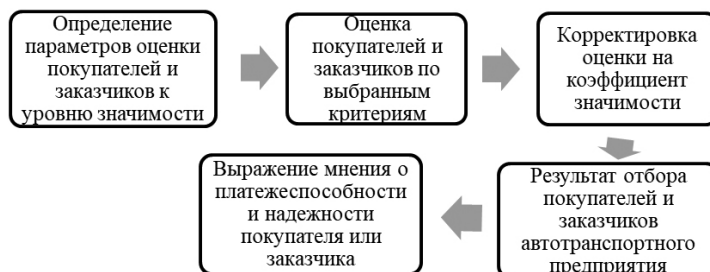 Определение
параметров оценки
покупателей и
заказчиков к
уровню значимости
Оценка
покупателей и
заказчиков по
выбранным
критериям
Корректировка
оценки на
коэффициент
значимости
Результат отбора
покупателей и
заказчиков
автотранспортного
предприятия
Выражение мнения о
платежеспособности
и надежности
покупателя или
заказчика